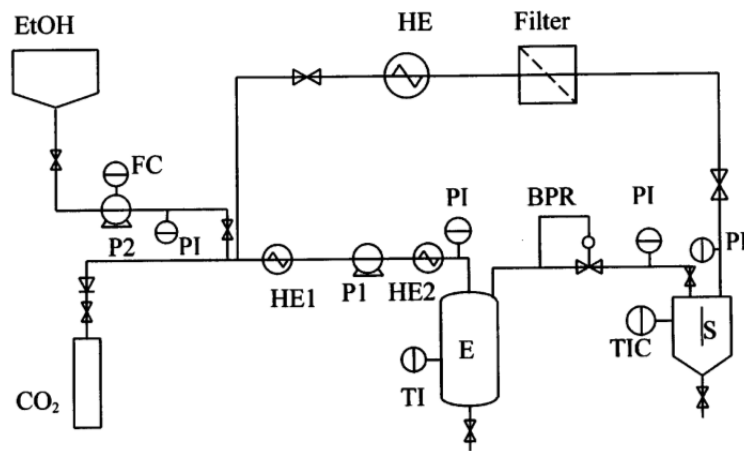 EtOH
HE
Filter
FC
PI
BPR
PI
P2
PI
PI
HE1
P1
HE2
E
S
TIC
TI
CO₂